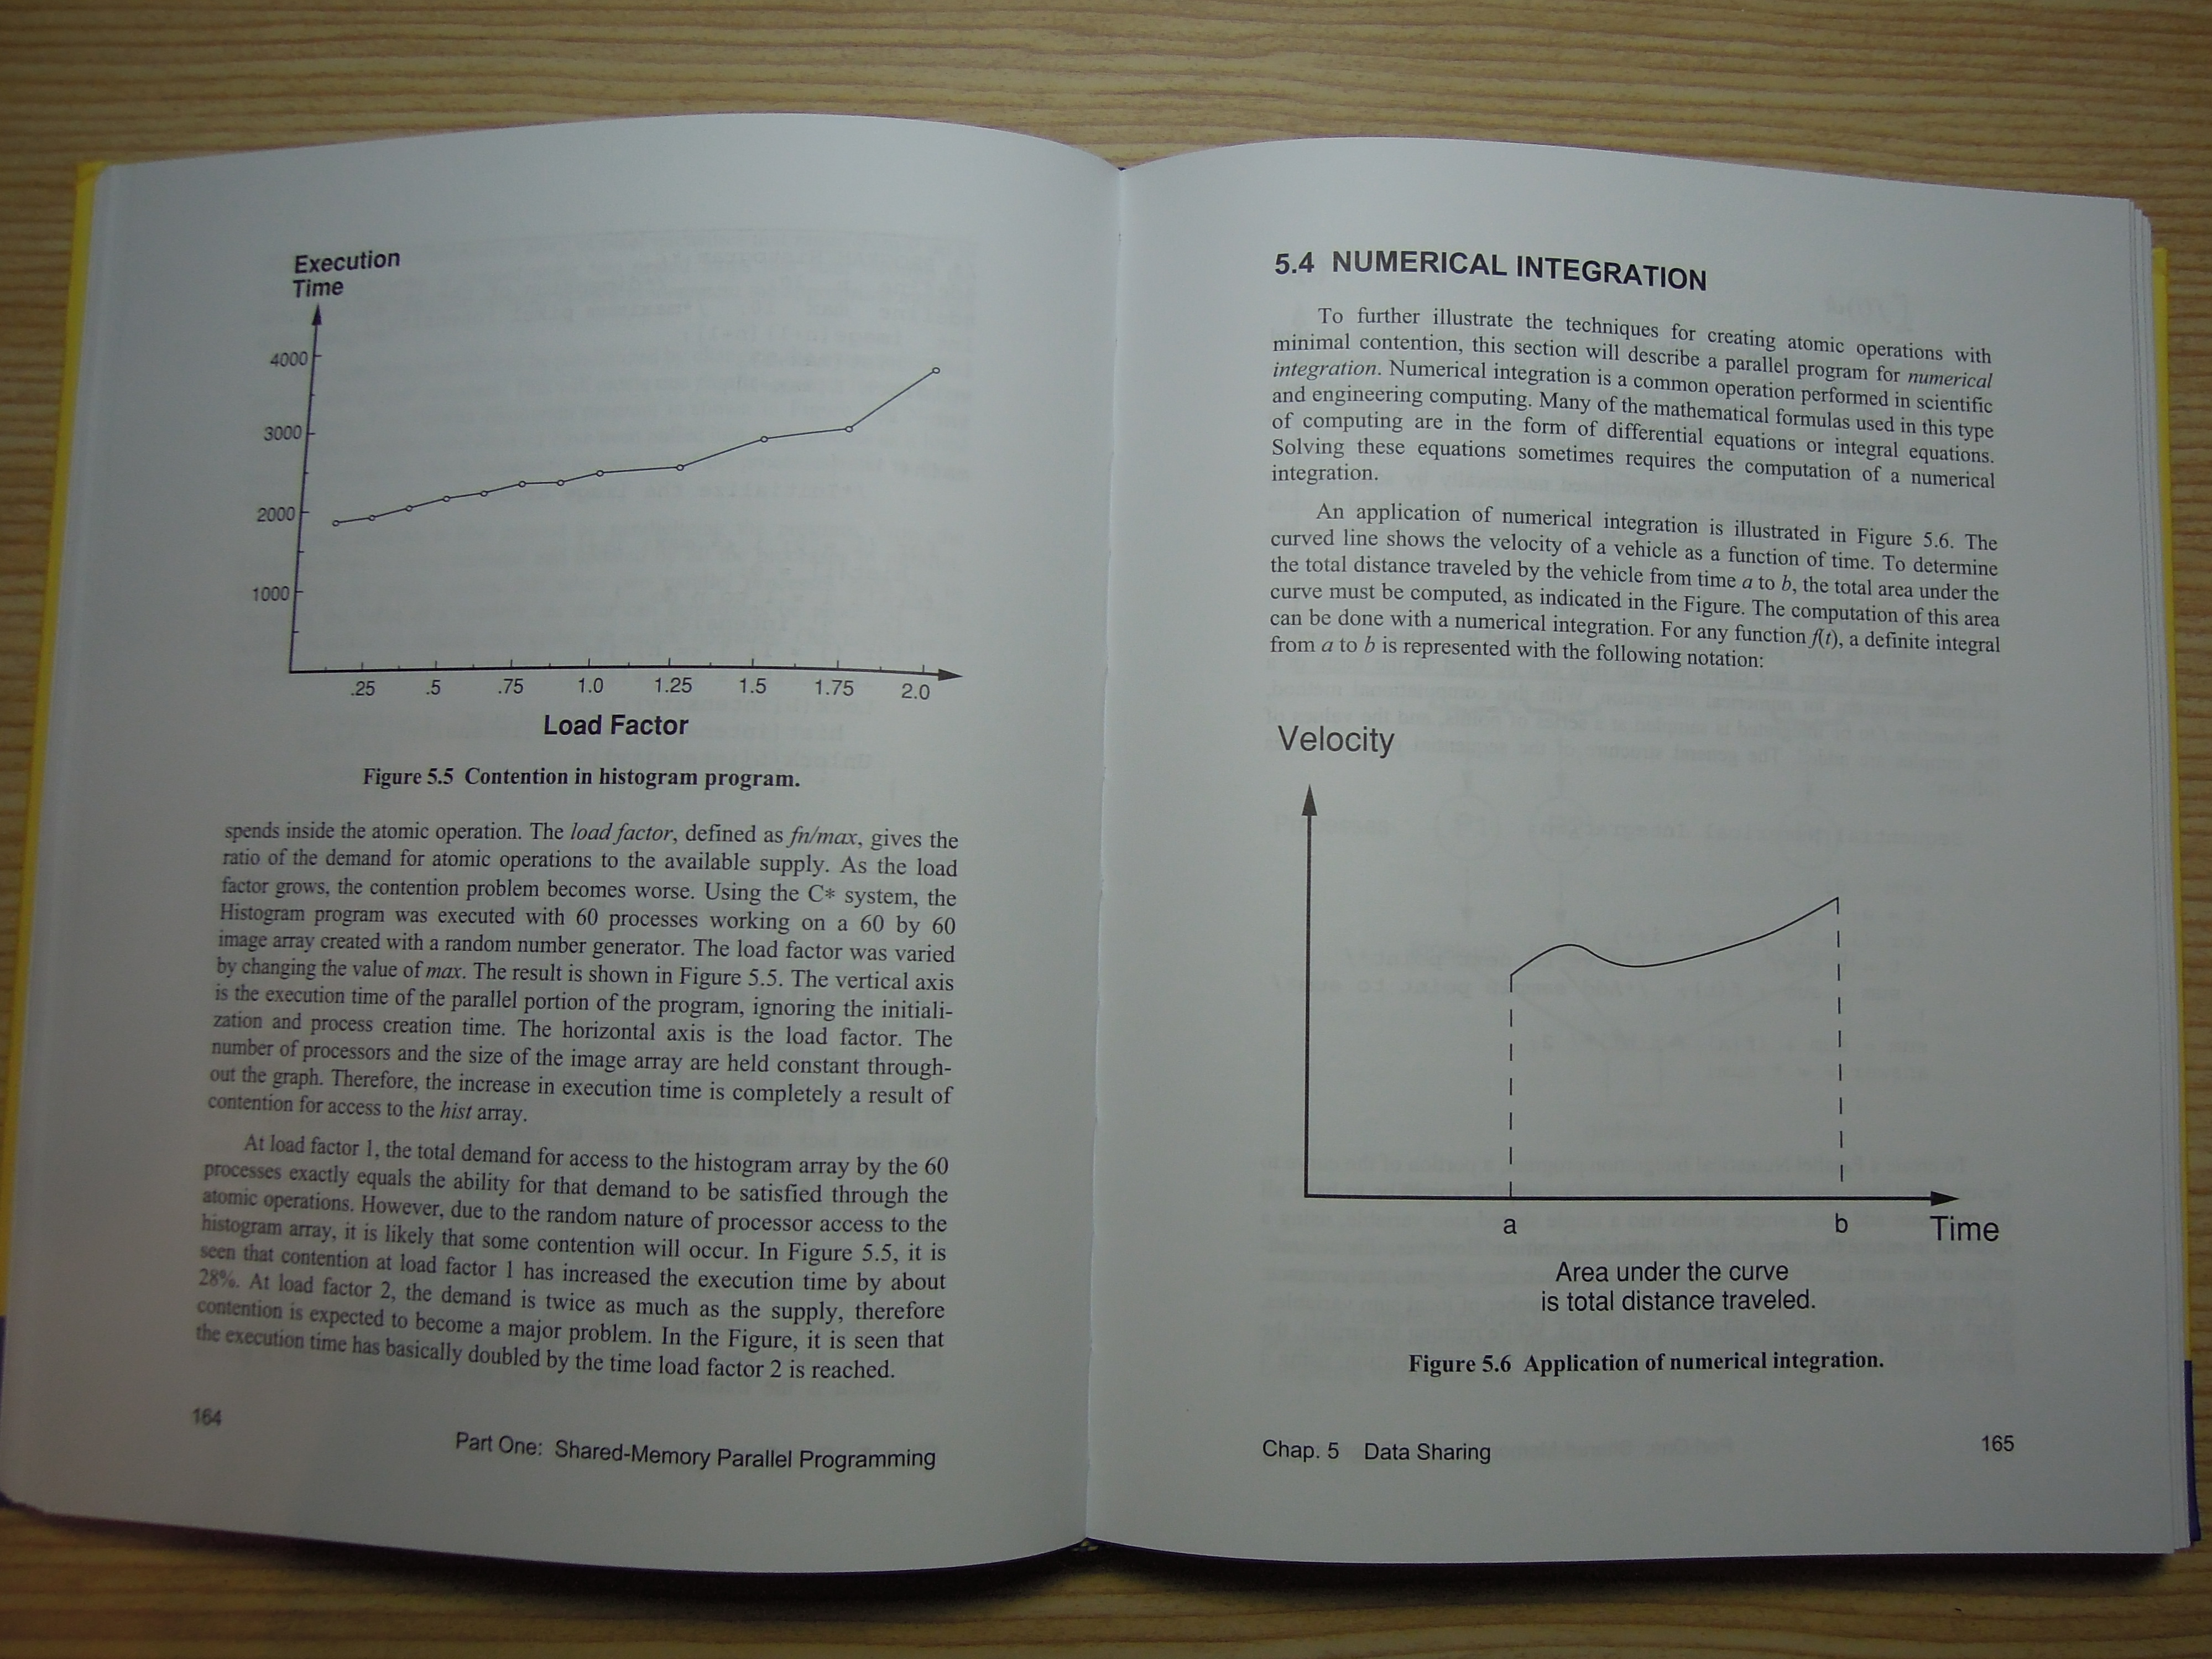 Execution
Time
4000
3000
2000
1000
.25 .5 .75 1.0 1.25 1.5 1.75 2.0
Load Factor
Figure 5.5 Contention in histogram program.
spends inside the atomic operation. The load factor, defined as fn/max, gives the
ratio of the demand for atomic operations to the available supply. As the load
factor grows, the contention problem becomes worse. Using the C* system, the
Histogram program was executed with 60 processes working on a 60 by 60
image array created with a random number generator. The load factor was varied
by changing the value of max. The result is shown in Figure 5.5. The vertical axis
is the execution time of the parallel portion of the program, ignoring the initiali-
zation and process creation time. The horizontal axis is the load factor. The
number of processors and the size of the image array are held constant through-
out the graph. Therefore, the increase in execution time is completely a result of
contention for access to the hist array.
At load factor 1, the total demand for access to the histogram array by the 60
processes exactly equals the ability for that demand to be satisfied through the
atomic operations. However, due to the random nature of processor access to the
histogram array, it is likely that some contention will occur. In Figure 5.5, it is
seen that contention at load factor 1 has increased the execution time by about
28%. At load factor 2, the demand is twice as much as the supply, therefore
contention is expected to become a major problem. In the Figure, it is seen that
the execution time has basically doubled by the time load factor 2 is reached.
164
Part One: Shared-Memory Parallel Programming
5.4 NUMERICAL INTEGRATION
To further illustrate the techniques for creating atomic operations with
minimal contention, this section will describe a parallel program for numerical
integration. Numerical integration is a common operation performed in scientific
and engineering computing. Many of the mathematical formulas used in this type
of computing are in the form of differential equations or integral equations.
Solving these equations sometimes requires the computation of a numerical
integration.
An application of numerical integration is illustrated in Figure 5.6. The
curved line shows the velocity of a vehicle as a function of time. To determine
the total distance traveled by the vehicle from time a to b, the total area under the
curve must be computed, as indicated in the Figure. The computation of this area
can be done with a numerical integration. For any function f(t), a definite integral
from a to b is represented with the following notation:
Velocity
a b Time
Area under the curve
is total distance traveled.
Figure 5.6 Application of numerical integration.
Chap. 5 Data Sharing 165